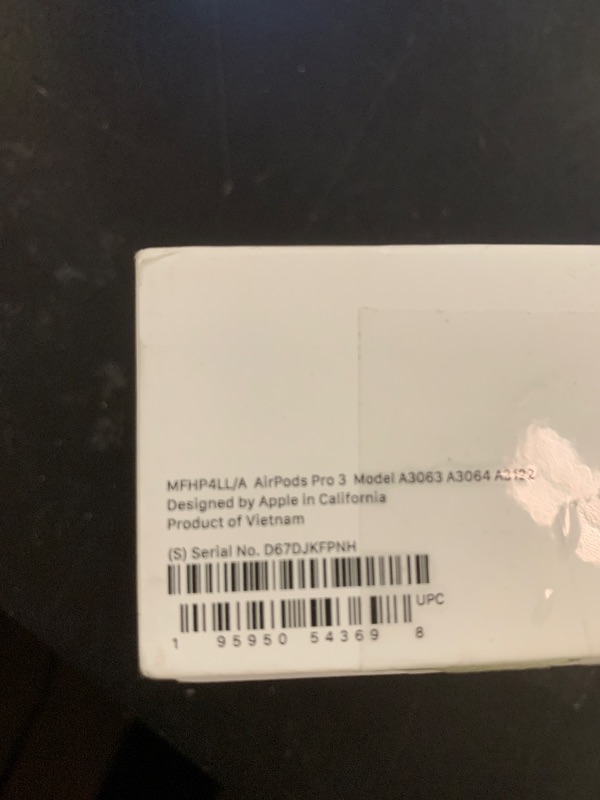 MFHP4LL/A AirPods Pro 3 Model A3063 A3064 A3122
Designed by Apple in California
Product of Vietnam
(S) Serial No. D67DJKFPNH
UPC
1 95950 54369 8